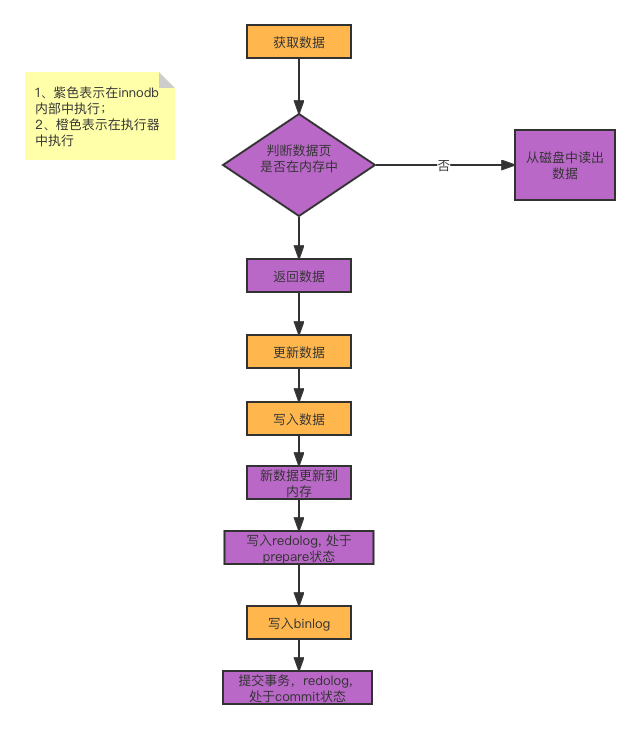 获取数据
1、紫色表示在innodb
内部中执行；
2、橙色表示在执行器
中执行
判断数据页
是否在内存中
否
从磁盘中读出
数据
返回数据
更新数据
写入数据
新数据更新到
内存
写入redolog, 处于
prepare状态
写入binlog
提交事务，redolog,
处于commit状态